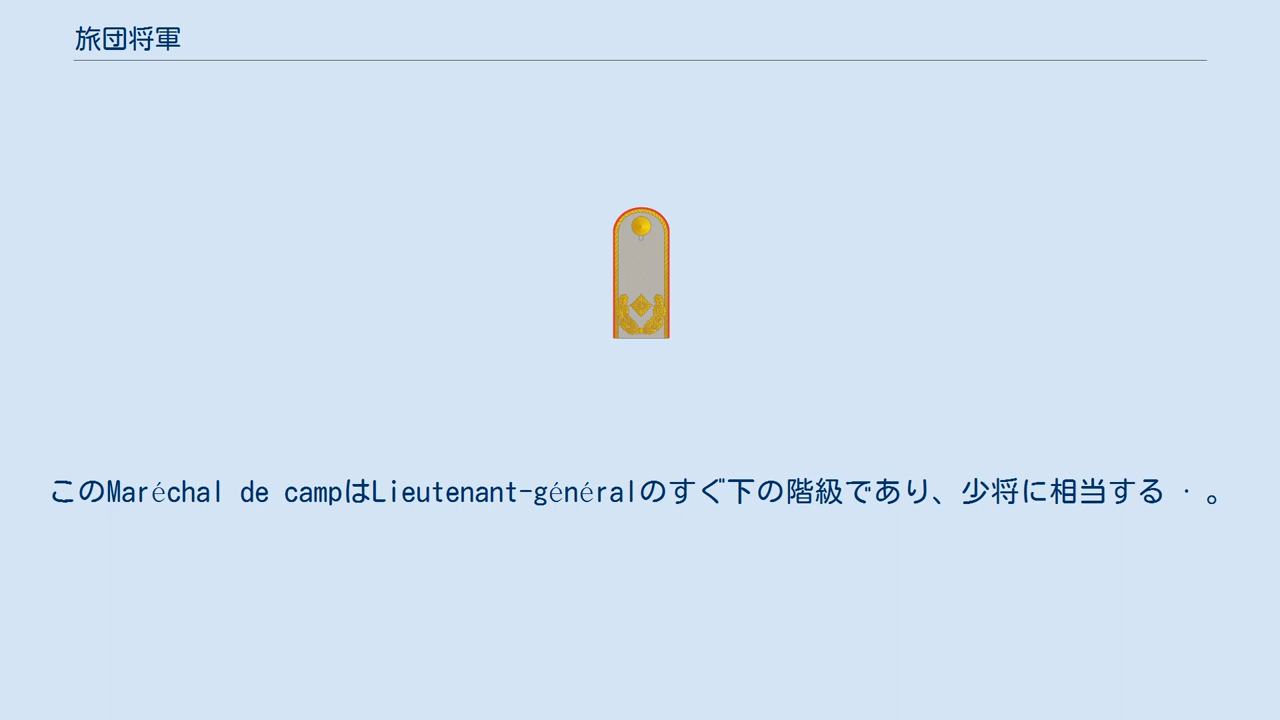 旅団将軍
このMaréchal de campはLieutenant-généralのすぐ下の階級であり、少将に相当する · 。